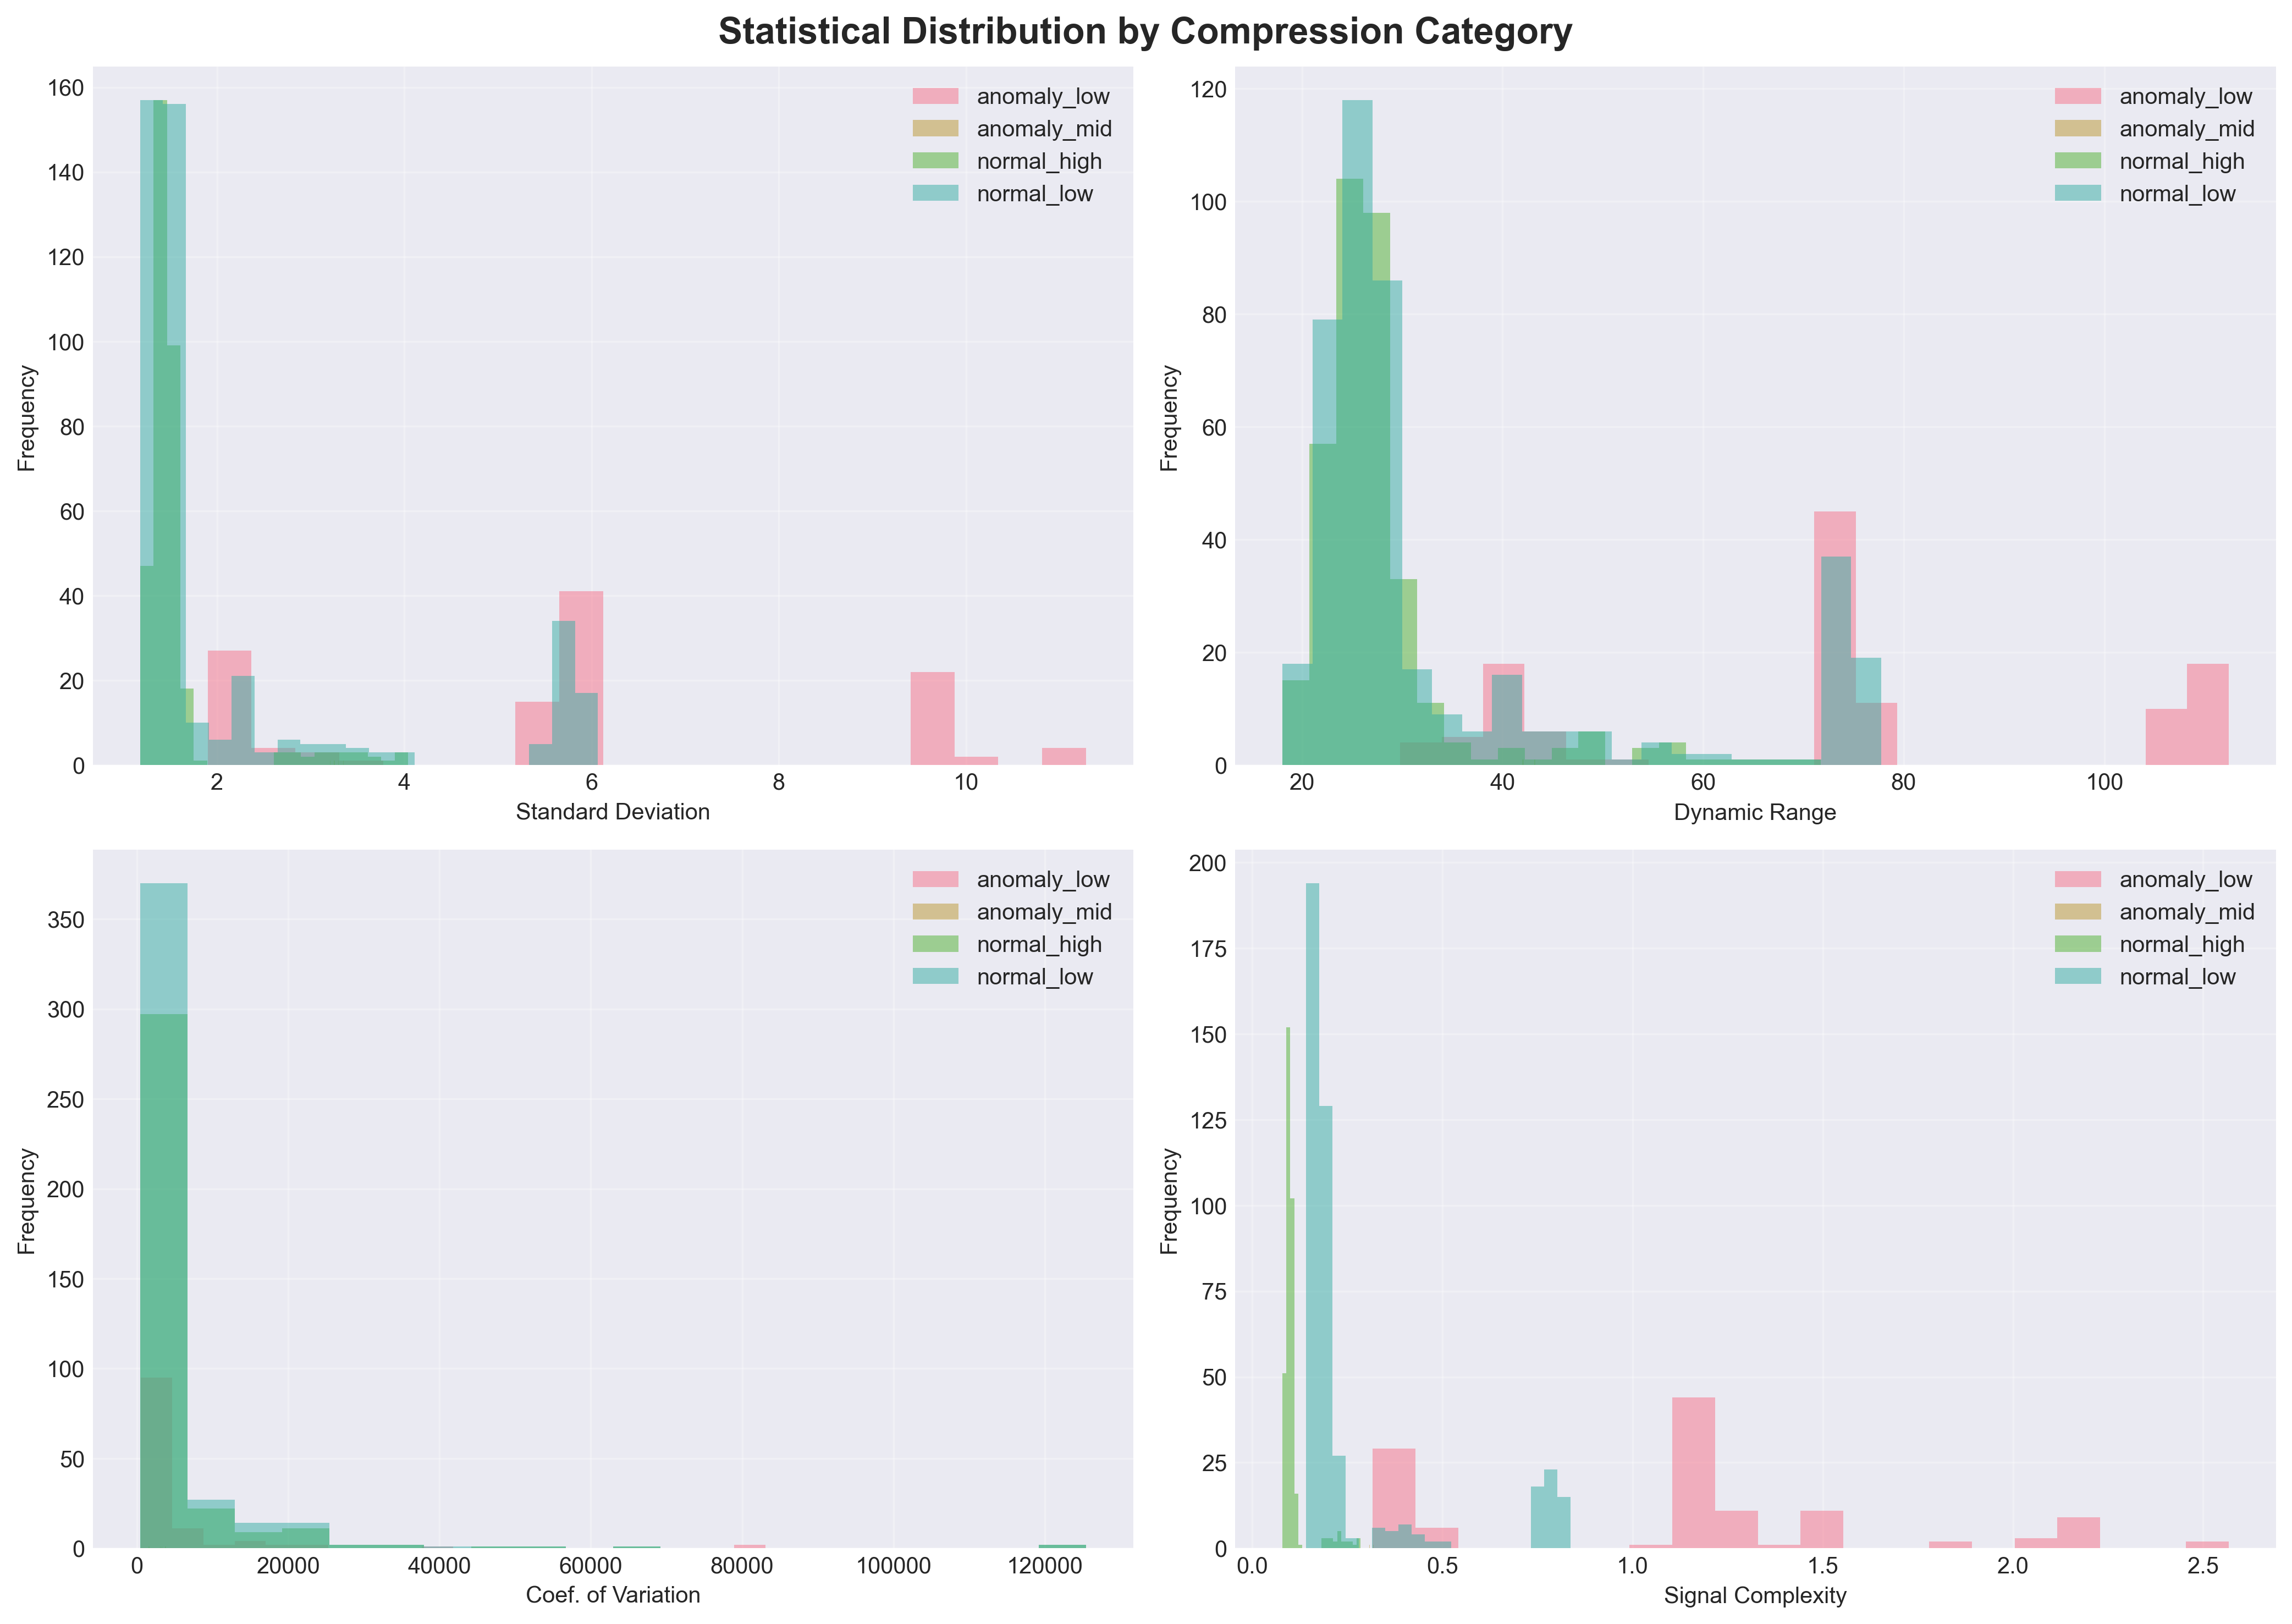 Statistical Distribution by Compression Category
160
140
120
100
80
60
40
20
0
Frequency
2
4
6
8
10
Standard Deviation
anomaly_low
anomaly_mid
normal_high
normal_low
120
100
80
60
40
20
0
Frequency
20
40
60
80
100
Dynamic Range
anomaly_low
anomaly_mid
normal_high
normal_low
350
300
250
200
150
100
50
0
Frequency
0
20000
40000
60000
80000
100000
120000
Coef. of Variation
anomaly_low
anomaly_mid
normal_high
normal_low
200
175
150
125
100
75
50
25
0
Frequency
0.0
0.5
1.0
1.5
2.0
2.5
Signal Complexity
anomaly_low
anomaly_mid
normal_high
normal_low